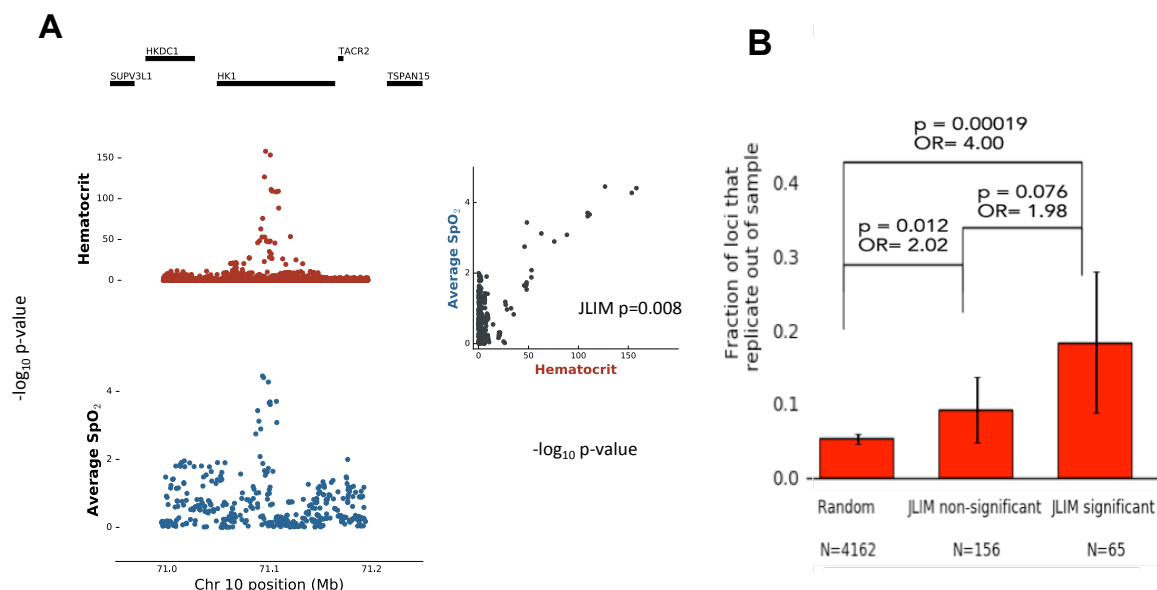 A
HKDC1
TACR2
SUPV3L1
HK1
TSPAN15
-log10 p-value
Hematocrit
150
100
50
0
Average SpO2
4
2
0
71.0
71.1
71.2
Chr 10 position (Mb)
Average SpO2
4
2
0
JLIM p=0.008
0
50
100
150
Hematocrit
-log10 p-value
B
Fraction of loci that
replicate out of sample
0.4
0.3
0.2
0.1
0.0
p = 0.00019
OR= 4.00
p = 0.076
OR= 1.98
p = 0.012
OR= 2.02
Random
JLIM non-significant
JLIM significant
N=4162
N=156
N=65